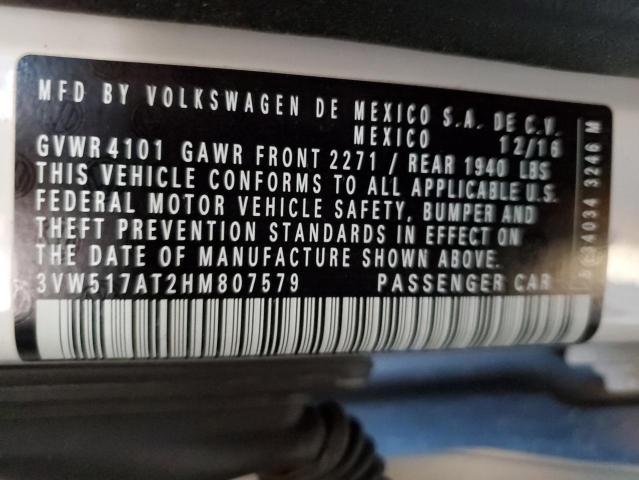 MFD BY VOLKSWAGEN DE MEXICO S.A. DE C.V.
MEXICO 12/16
GVWR 4101 GAWR FRONT 2271 / REAR 1940 LBS
THIS VEHICLE CONFORMS TO ALL APPLICABLE U.S.
FEDERAL MOTOR VEHICLE SAFETY, BUMPER AND
THEFT PREVENTION STANDARDS IN EFFECT ON
THE DATE OF MANUFACTURE SHOWN ABOVE.
3VW517AT2HM807579 PASSENGER CAR
3246 M